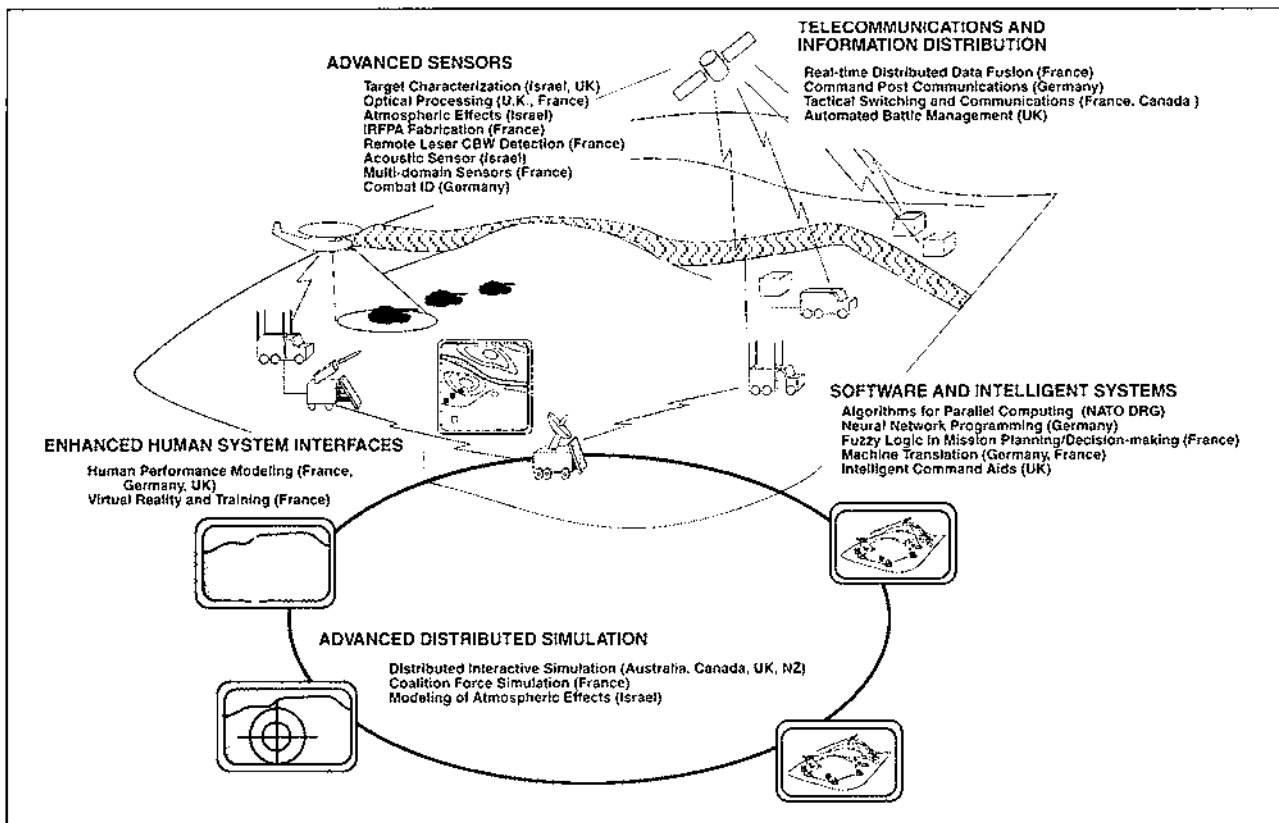 TELECOMMUNICATIONS AND
INFORMATION DISTRIBUTION
Real-time Distributed Data Fusion (France)
Command Post Communications (Germany)
Tactical Switching and Communications (France. Canada )
Automated Battle Management (UK)
ADVANCED SENSORS
Target Characterization (Israel, UK)
Optical Processing (U.K., France)
Atmospheric Effects (Israel)
IRFPA Fabrication (France)
Remote Laser CBW Detection (France)
Acoustic Sensor (Israel)
Multi-domain Sensors (France)
Combat ID (Germany)
SOFTWARE AND INTELLIGENT SYSTEMS
Algorithms for Parallel Computing (NATO DRG)
Neural Network Programming (Germany)
Fuzzy Logic in Mission Planning/Decision-making (France)
Machine Translation (Germany, France)
Intelligent Command Aids (UK)
ENHANCED HUMAN SYSTEM INTERFACES
Human Performance Modeling (France,
Germany, UK)
Virtual Reality and Training (France)
ADVANCED DISTRIBUTED SIMULATION
Distributed Interactive Simulation (Australia. Canada, UK, NZ)
Coalition Force Simulation (France)
Modeling of Atmospheric Effects (Israel)